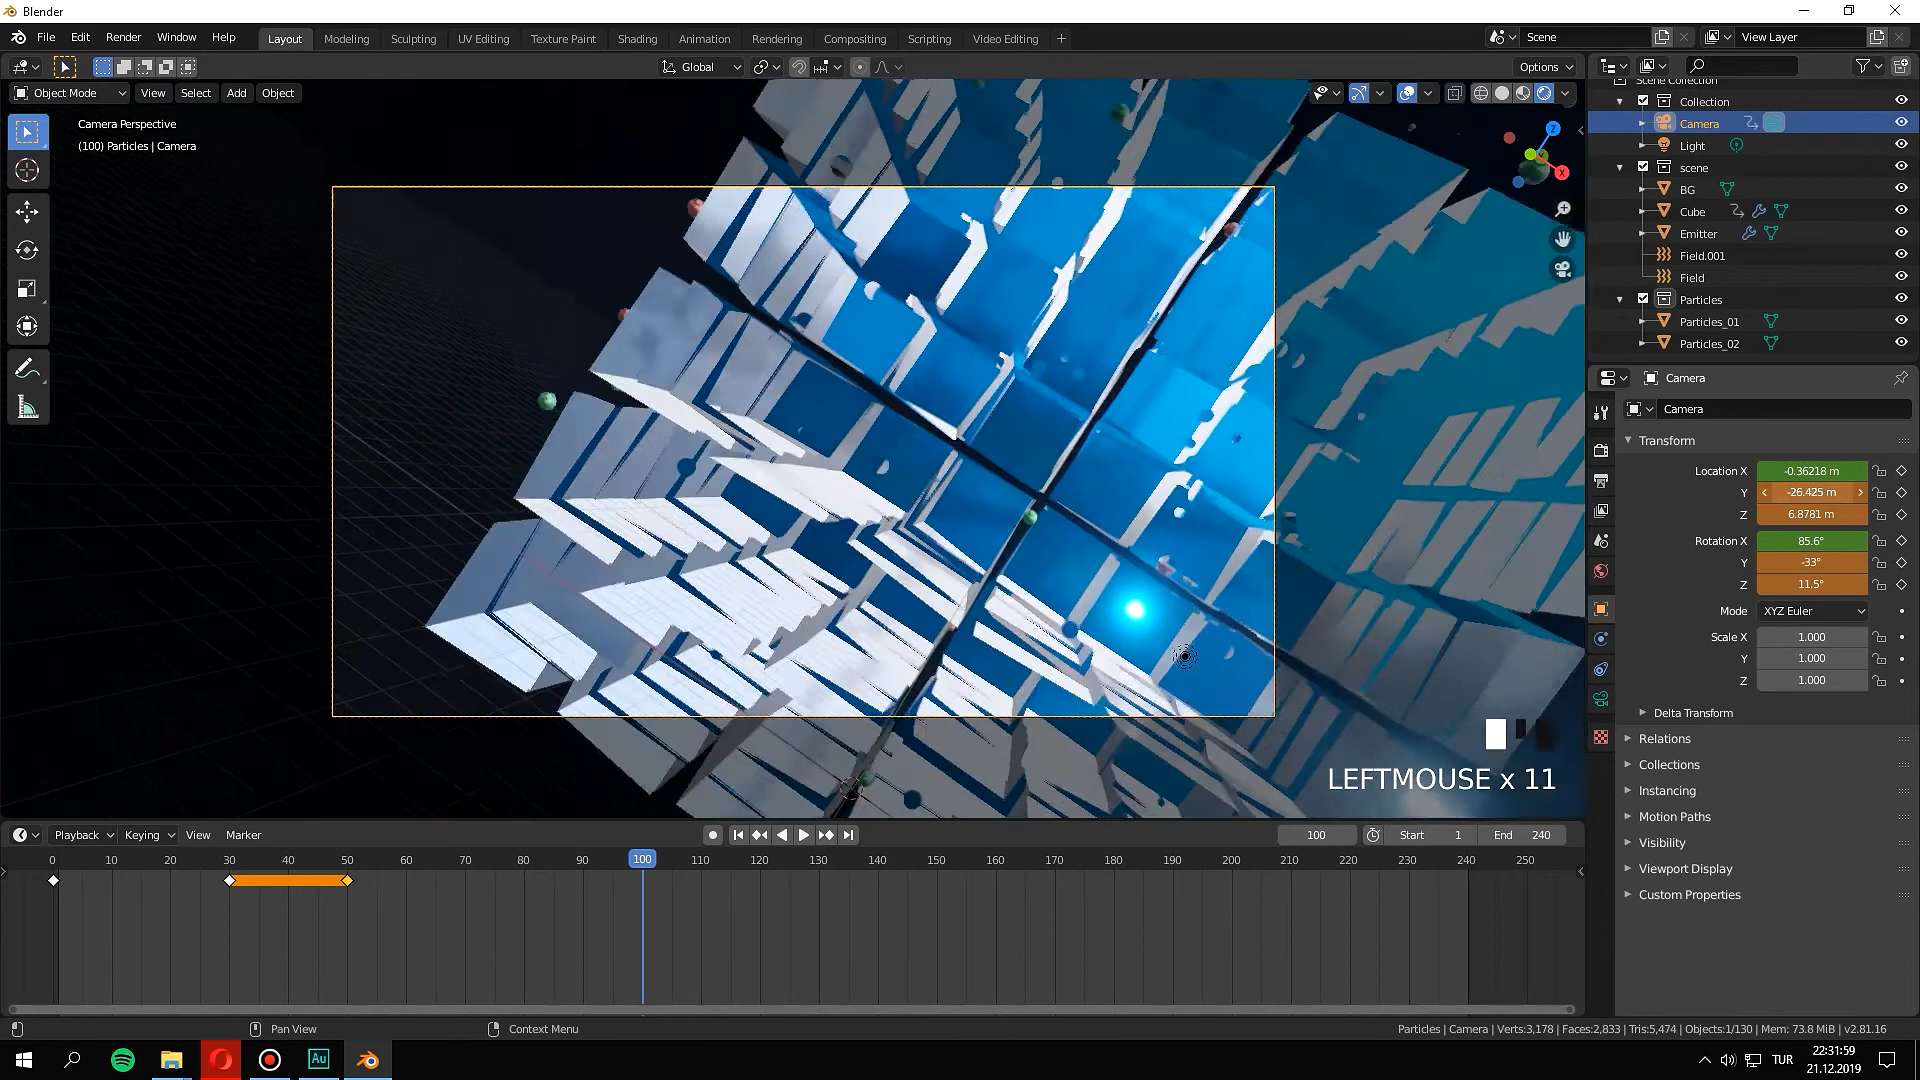 Blender
File Edit Render Window Help Layout Modeling Sculpting UV Editing Texture Paint Shading Animation Rendering Compositing Scripting Video Editing + Scene View Layer
Global Options
Object Mode View Select Add Object
Camera Perspective
(100) Particles | Camera
Z
X
LEFTMOUSE x 11
Scene Collection
Collection
Camera
Light
scene
BG
Cube
Emitter
Field.001
Field
Particles
Particles_01
Particles_02
Camera
Camera
Transform
Location X -0.36218 m
Y -26.425 m
Z 6.8781 m
Rotation X 85.6°
Y -33°
Z 11.5°
Mode XYZ Euler
Scale X 1.000
Y 1.000
Z 1.000
Delta Transform
Relations
Collections
Instancing
Motion Paths
Visibility
Viewport Display
Custom Properties
Playback Keying View Marker 100 Start 1 End 240
0 10 20 30 40 50 60 70 80 90 100 110 120 130 140 150 160 170 180 190 200 210 220 230 240 250
Pan View Context Menu Particles | Camera | Verts:3,178 | Faces:2,833 | Tris:5,474 | Objects:1/130 | Mem: 73.8 MiB | v2.81.16
Au TUR 22:31:59
21.12.2019